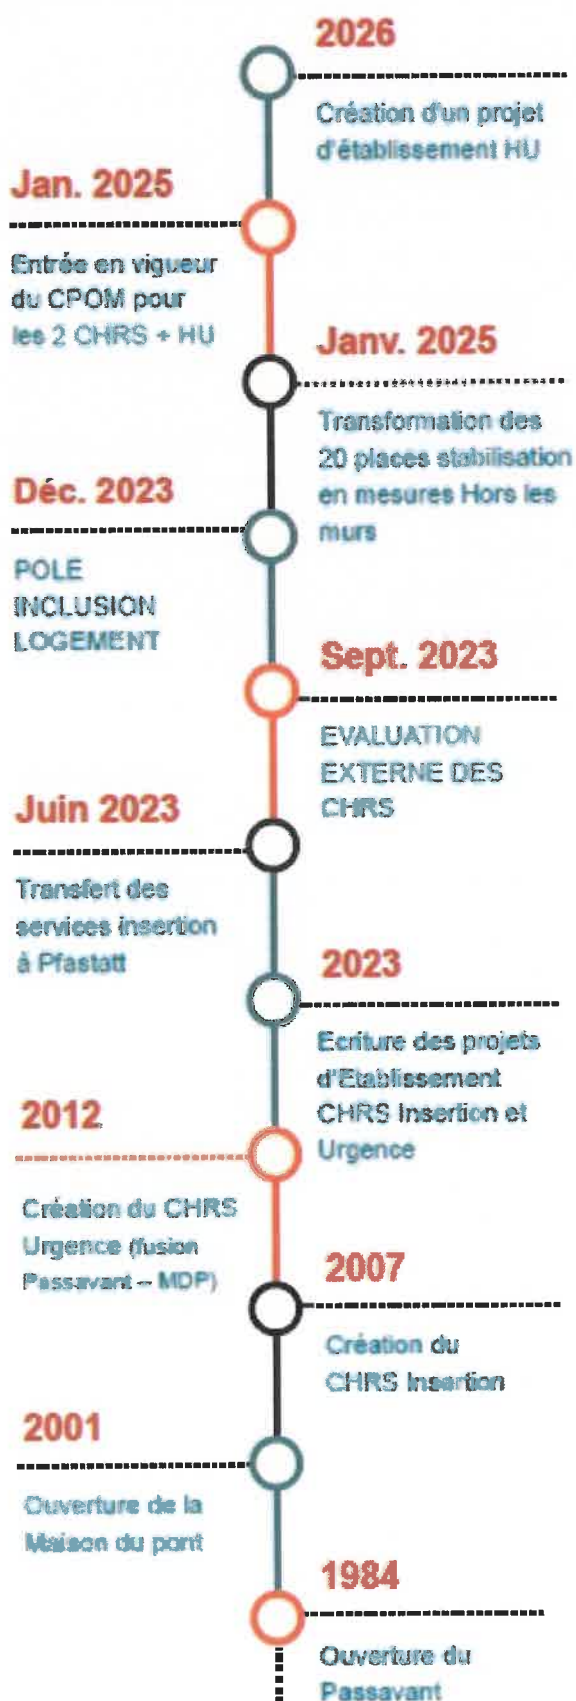 2026
Création d'un projet
d'établissement HU
Jan. 2025
Entrée en vigueur
du CPOM pour
les 2 CHRS + HU
Janv. 2025
Transformation des
20 places stabilisation
en mesures Hors les
murs
Déc. 2023
POLE
INCLUSION
LOGEMENT
Sept. 2023
EVALUATION
EXTERNE DES
CHRS
Juin 2023
Transfert des
services insertion
à Pfastatt
2023
Ecriture des projets
d'Etablissement
CHRS Insertion et
Urgence
2012
Création du CHRS
Urgence (fusion
Passavant – MDP)
2007
Création du
CHRS Insertion
2001
Ouverture de la
Maison du pont
1984
Ouverture du
Passavant